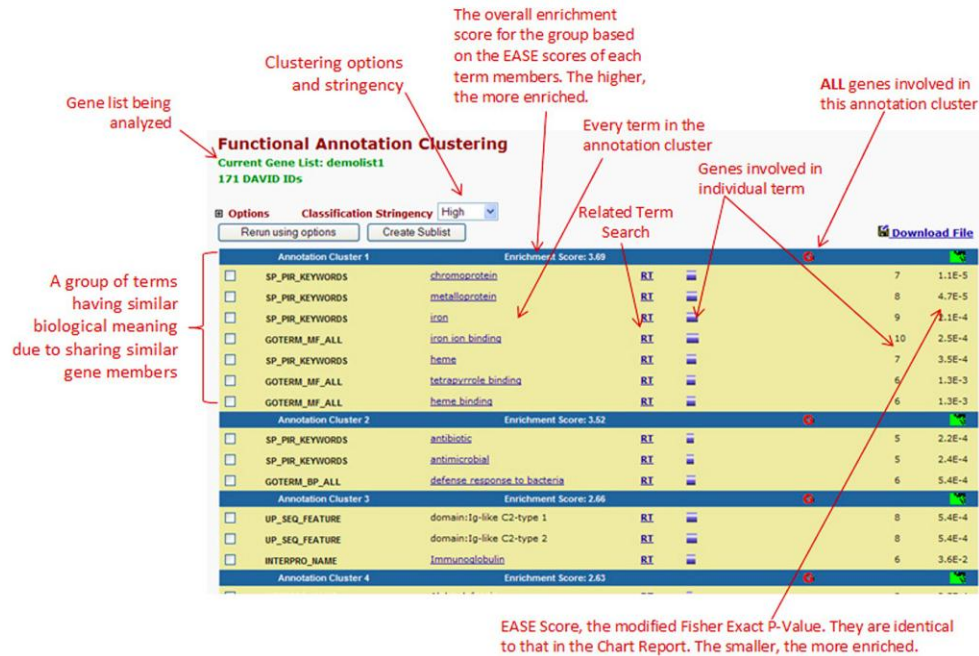 The overall enrichment
score for the group based
on the EASE scores of each
term members. The higher,
the more enriched.
Clustering options
and stringency
ALL genes involved in
this annotation cluster
Gene list being
analyzed
Every term in the
annotation cluster
Genes involved in
individual term
Related Term
Search
Functional Annotation Clustering
Current Gene List: demolist1
171 DAVID IDs
Options Classification Stringency High
Rerun using options Create Sublist Download File
A group of terms
having similar
biological meaning
due to sharing similar
gene members
Annotation Cluster 1 Enrichment Score: 3.69
SP_PIR_KEYWORDS chromoprotein RT 7 1.1E-5
SP_PIR_KEYWORDS metalloprotein RT 8 4.7E-5
SP_PIR_KEYWORDS iron RT 9 2.1E-4
GOTERM_MF_ALL iron ion binding RT 10 2.5E-4
SP_PIR_KEYWORDS heme RT 7 3.5E-4
GOTERM_MF_ALL tetrapyrrole binding RT 6 1.3E-3
GOTERM_MF_ALL heme binding RT 6 1.3E-3
Annotation Cluster 2 Enrichment Score: 3.52
SP_PIR_KEYWORDS antibiotic RT 5 2.2E-4
SP_PIR_KEYWORDS antimicrobial RT 5 2.4E-4
GOTERM_BP_ALL defense response to bacteria RT 6 5.4E-4
Annotation Cluster 3 Enrichment Score: 2.66
UP_SEQ_FEATURE domain:Ig-like C2-type 1 RT 8 5.4E-4
UP_SEQ_FEATURE domain:Ig-like C2-type 2 RT 8 5.4E-4
INTERPRO_NAME Immunoglobulin RT 6 3.6E-2
Annotation Cluster 4 Enrichment Score: 2.63
EASE Score, the modified Fisher Exact P-Value. They are identical
to that in the Chart Report. The smaller, the more enriched.